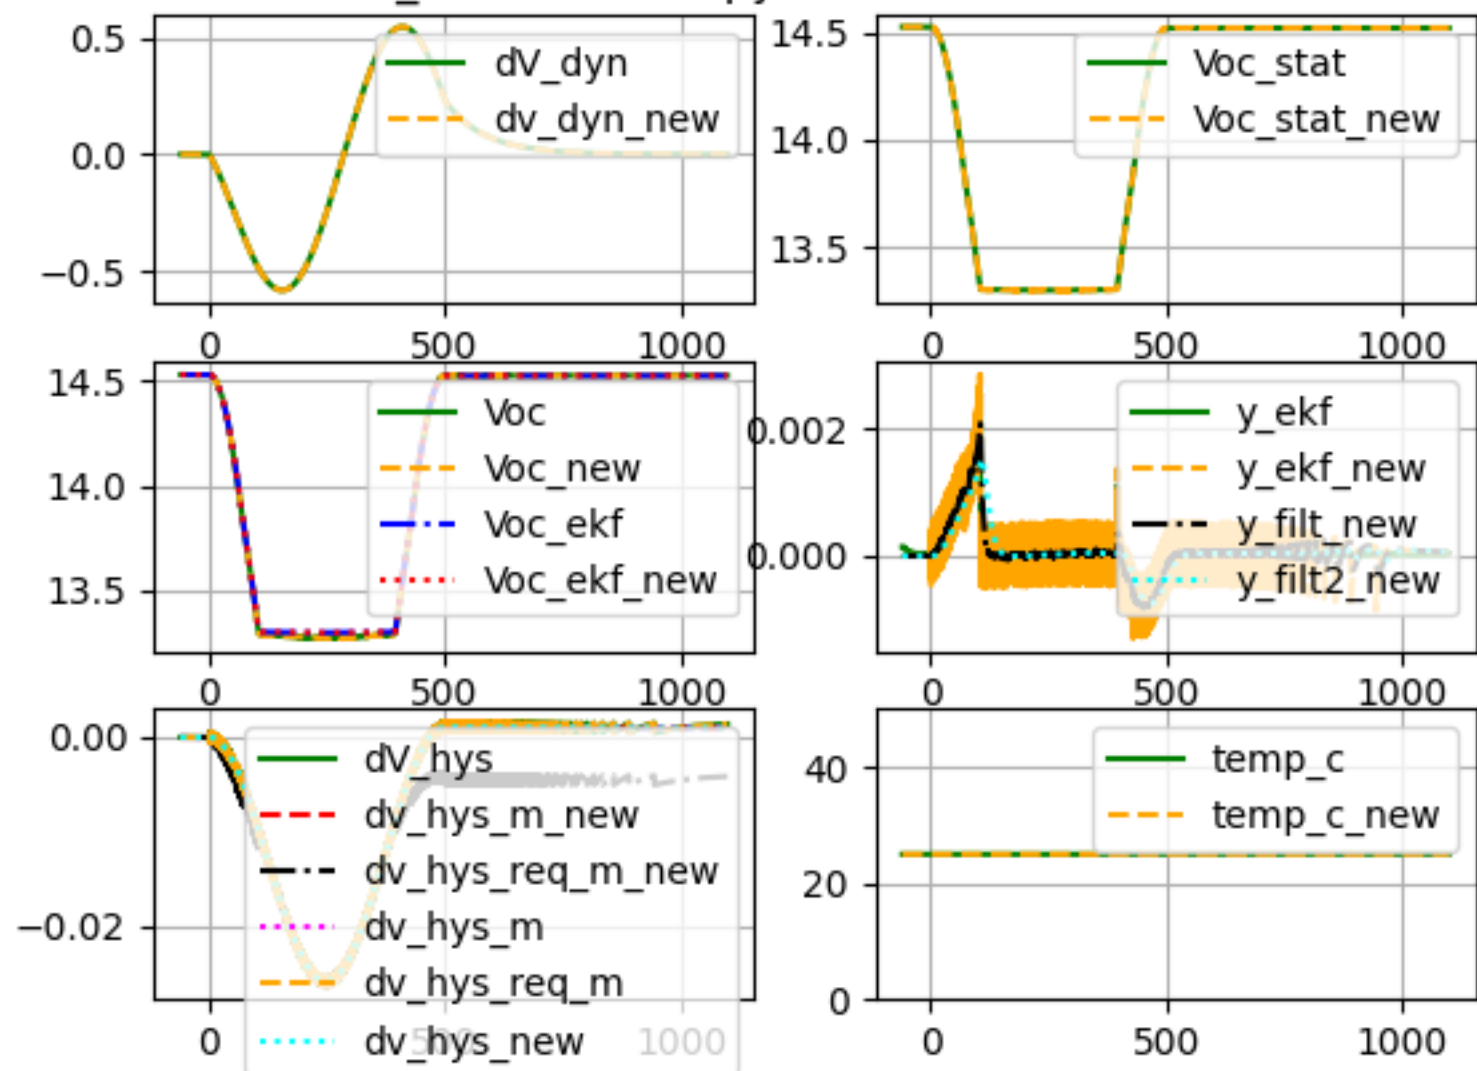 0.5
0.0
−0.5
dV_dyn
dv_dyn_new
0
500
1000
14.5
14.0
13.5
Voc_stat
Voc_stat_new
0
500
1000
14.5
14.0
13.5
Voc
Voc_new
Voc_ekf
Voc_ekf_new
0
500
1000
0.002
0.000
y_ekf
y_ekf_new
y_filt_new
y_filt2_new
0
500
1000
0.00
−0.02
dV_hys
dv_hys_m_new
dv_hys_req_m_new
dv_hys_m
dv_hys_req_m
dv_hys_new
0
500
1000
40
20
0
temp_c
temp_c_new
0
500
1000